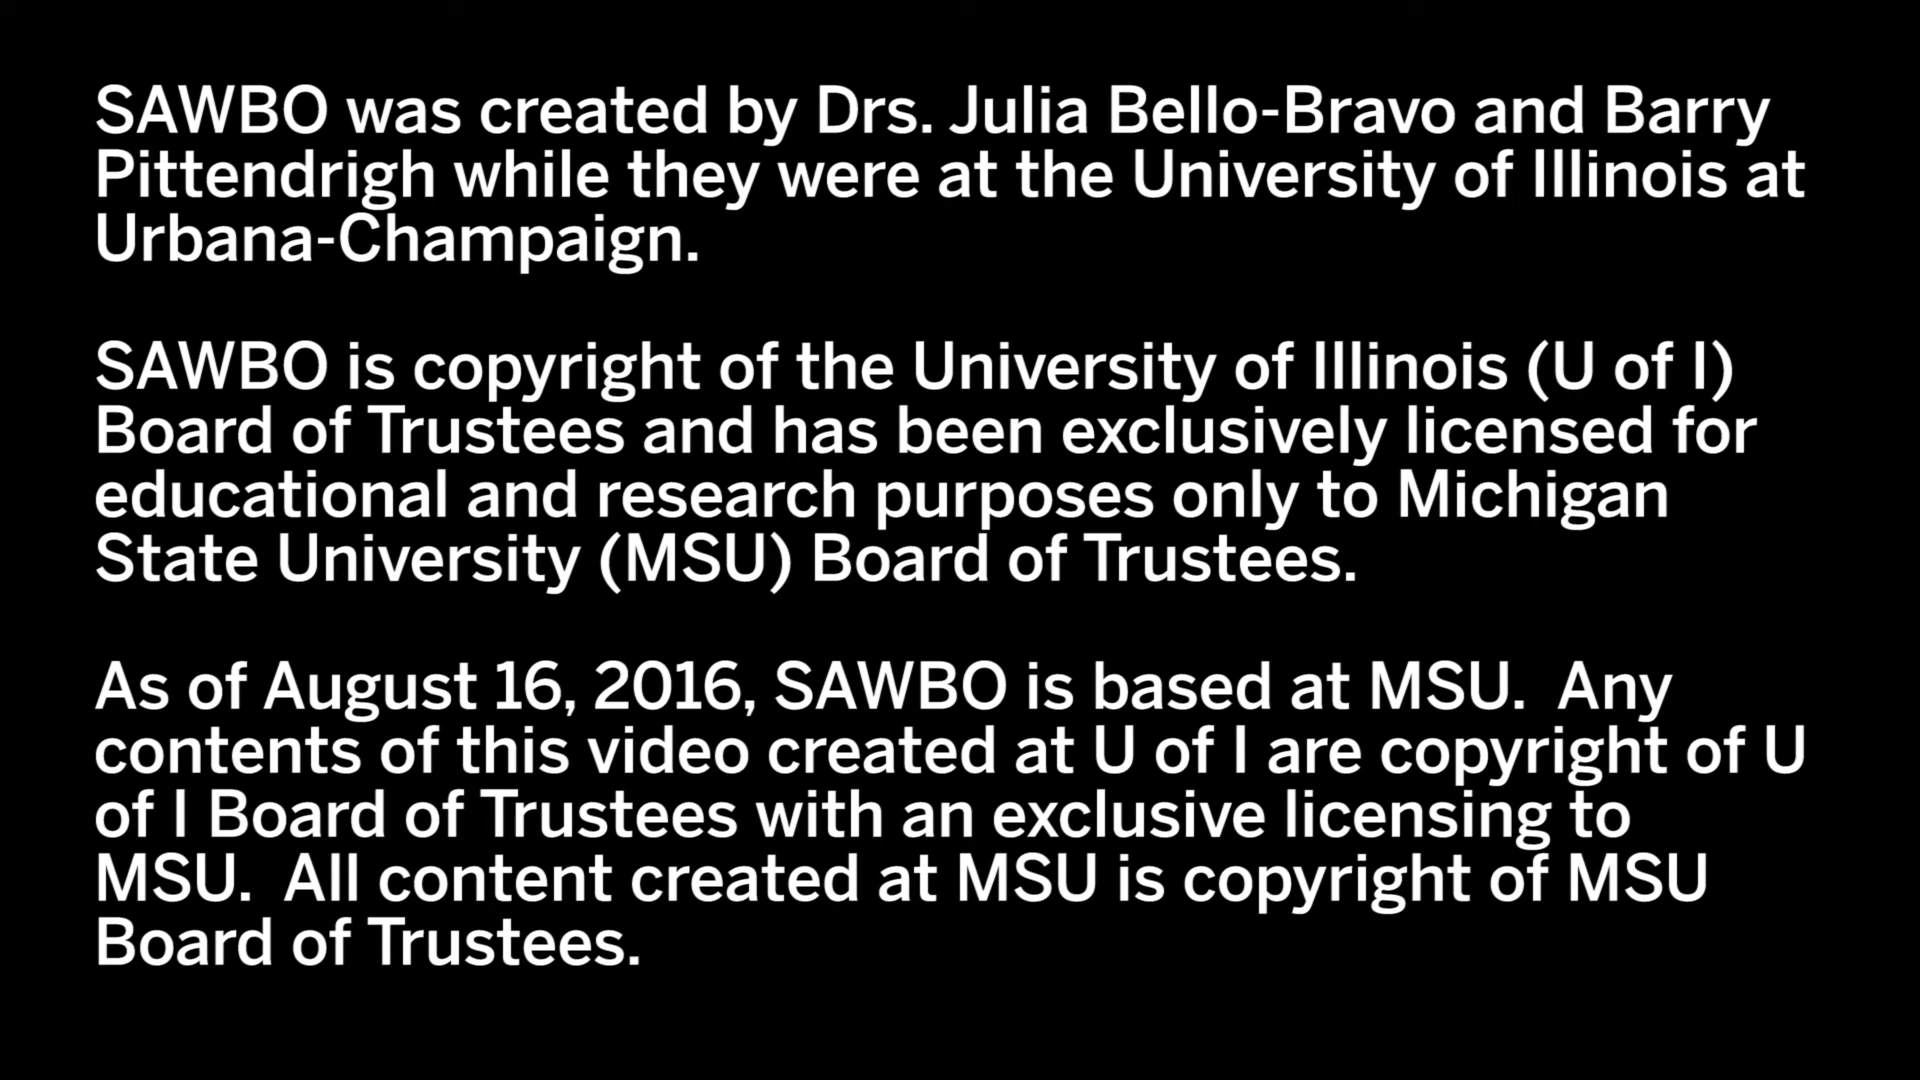 SAWBO was created by Drs. Julia Bello-Bravo and Barry
Pittendrigh while they were at the University of Illinois at
Urbana-Champaign.
SAWBO is copyright of the University of Illinois (U of I)
Board of Trustees and has been exclusively licensed for
educational and research purposes only to Michigan
State University (MSU) Board of Trustees.
As of August 16, 2016, SAWBO is based at MSU.  Any
contents of this video created at U of I are copyright of U
of I Board of Trustees with an exclusive licensing to
MSU.  All content created at MSU is copyright of MSU
Board of Trustees.